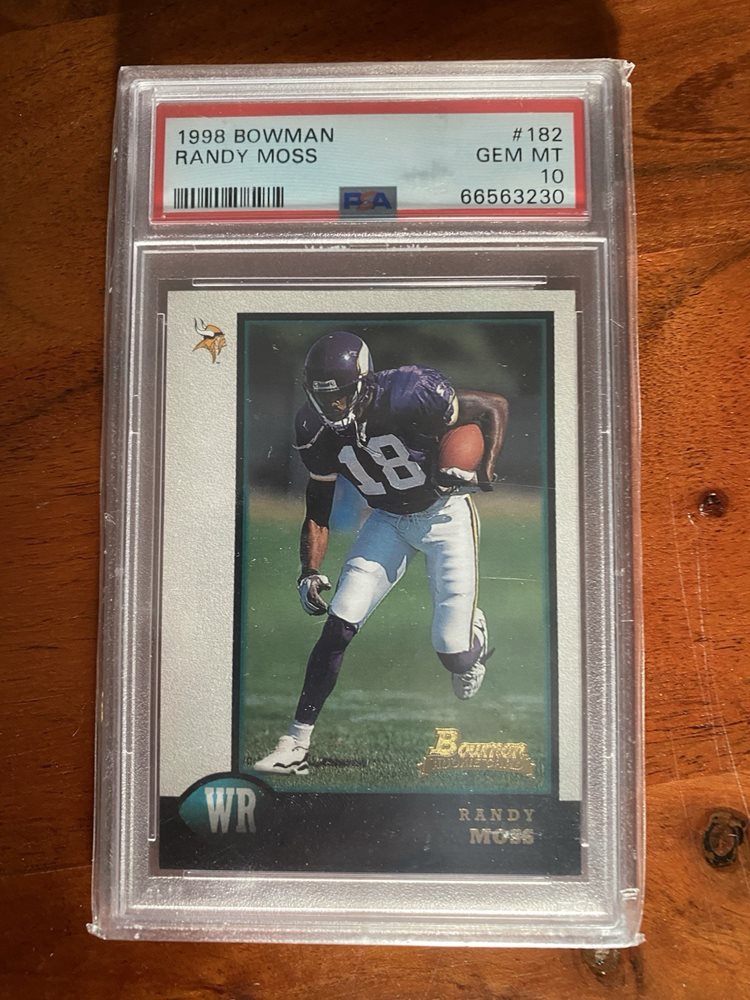 1998 BOWMAN #182
RANDY MOSS GEM MT
10
PSA 66563230
18
Bowman
WR
RANDY
MOSS